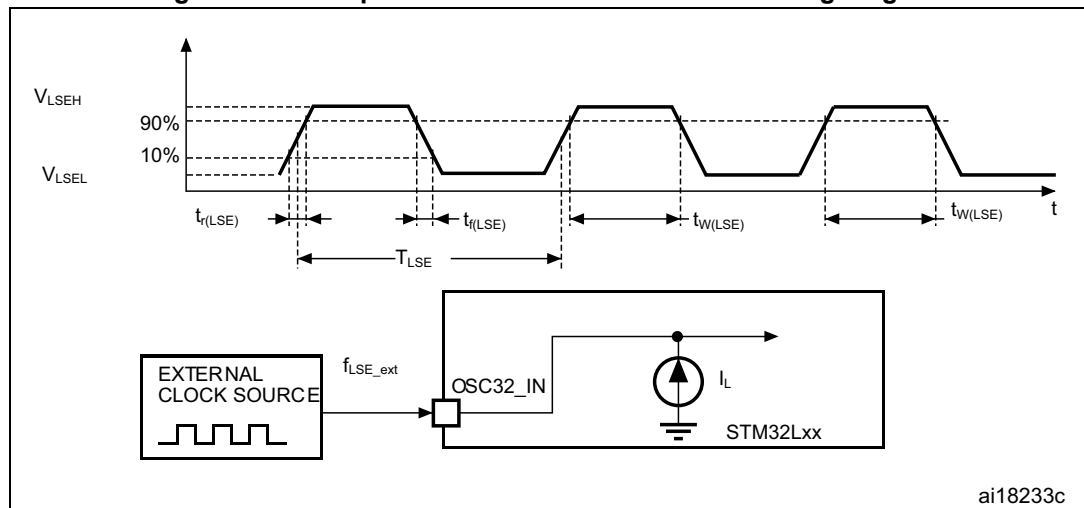 V_LSEH
90%
10%
V_LSEL
t_r(LSE)
t_f(LSE)
t_W(LSE)
t_W(LSE)
t
T_LSE
EXTERNAL
CLOCK SOURCE
f_LSE_ext
OSC32_IN
I_L
STM32Lxx
ai18233c